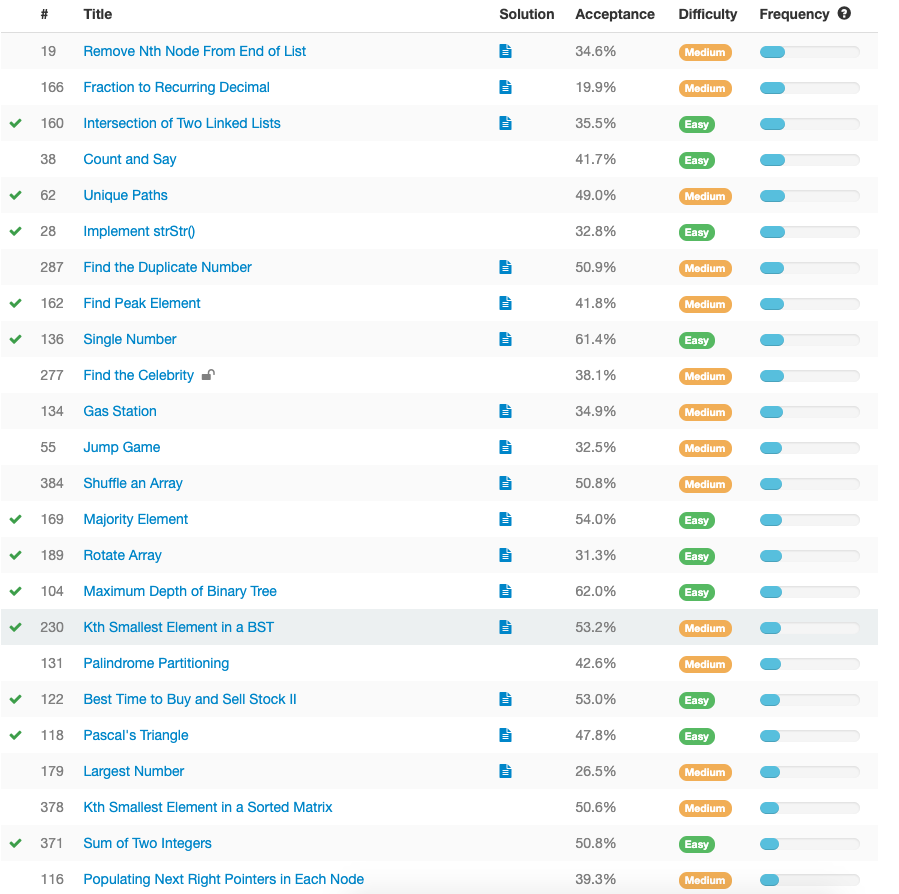 # Title Solution Acceptance Difficulty Frequency ?
19 Remove Nth Node From End of List 34.6% Medium
166 Fraction to Recurring Decimal 19.9% Medium
160 Intersection of Two Linked Lists 35.5% Easy
38 Count and Say 41.7% Easy
62 Unique Paths 49.0% Medium
28 Implement strStr() 32.8% Easy
287 Find the Duplicate Number 50.9% Medium
162 Find Peak Element 41.8% Medium
136 Single Number 61.4% Easy
277 Find the Celebrity 38.1% Medium
134 Gas Station 34.9% Medium
55 Jump Game 32.5% Medium
384 Shuffle an Array 50.8% Medium
169 Majority Element 54.0% Easy
189 Rotate Array 31.3% Easy
104 Maximum Depth of Binary Tree 62.0% Easy
230 Kth Smallest Element in a BST 53.2% Medium
131 Palindrome Partitioning 42.6% Medium
122 Best Time to Buy and Sell Stock II 53.0% Easy
118 Pascal's Triangle 47.8% Easy
179 Largest Number 26.5% Medium
378 Kth Smallest Element in a Sorted Matrix 50.6% Medium
371 Sum of Two Integers 50.8% Easy
116 Populating Next Right Pointers in Each Node 39.3% Medium